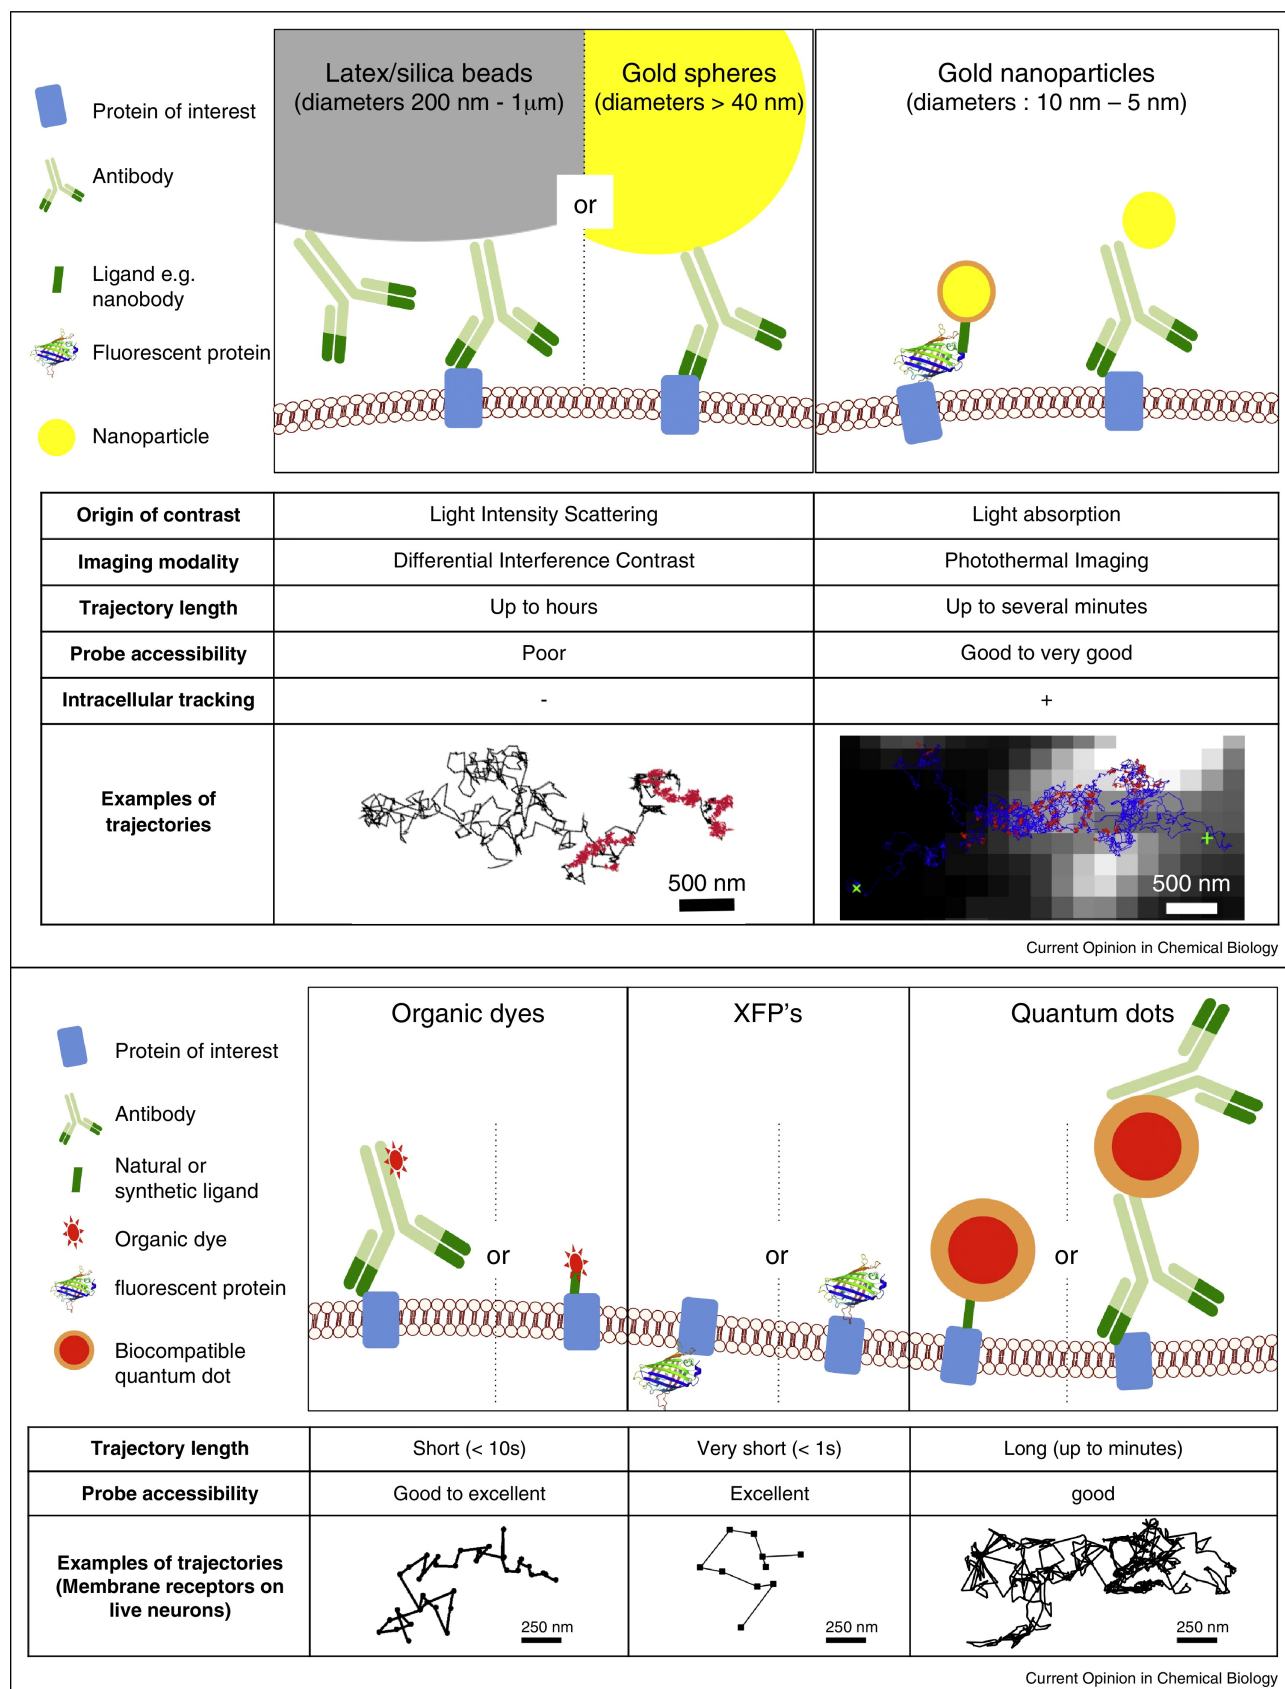 Latex/silica beads
(diameters 200 nm - 1μm)
Gold spheres
(diameters > 40 nm)
or
Gold nanoparticles
(diameters : 10 nm – 5 nm)
Protein of interest
Antibody
Ligand e.g.
nanobody
Fluorescent protein
Nanoparticle
Origin of contrast
Light Intensity Scattering
Light absorption
Imaging modality
Differential Interference Contrast
Photothermal Imaging
Trajectory length
Up to hours
Up to several minutes
Probe accessibility
Poor
Good to very good
Intracellular tracking
-
+
Examples of
trajectories
500 nm
500 nm
Current Opinion in Chemical Biology
Organic dyes
XFP's
Quantum dots
Protein of interest
Antibody
Natural or
synthetic ligand
Organic dye
fluorescent protein
Biocompatible
quantum dot
or
or
or
Trajectory length
Short (< 10s)
Very short (< 1s)
Long (up to minutes)
Probe accessibility
Good to excellent
Excellent
good
Examples of trajectories
(Membrane receptors on
live neurons)
250 nm
250 nm
250 nm
Current Opinion in Chemical Biology